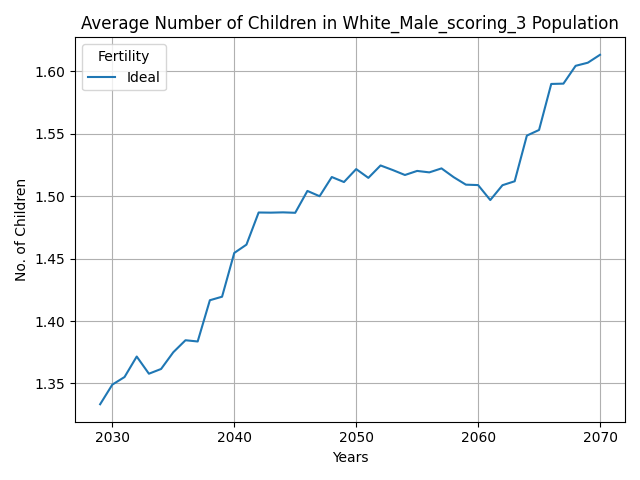 Average Number of Children in White_Male_scoring_3 Population
Fertility
Ideal
No. of Children
1.60
1.55
1.50
1.45
1.40
1.35
2030 2040 2050 2060 2070
Years